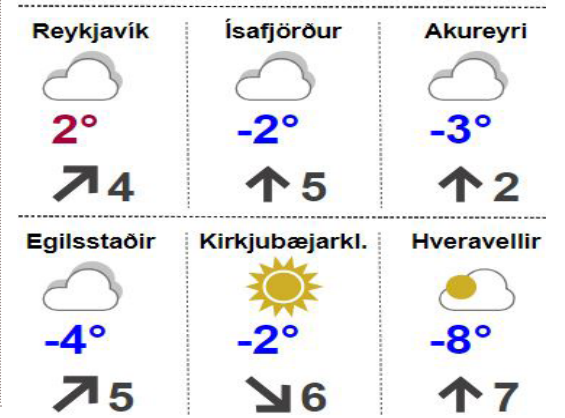 Reykjavík Ísafjörður Akureyri
2° -2° -3°
4 5 2
Egilsstaðir Kirkjubæjarkl. Hveravellir
-4° -2° -8°
5 6 7